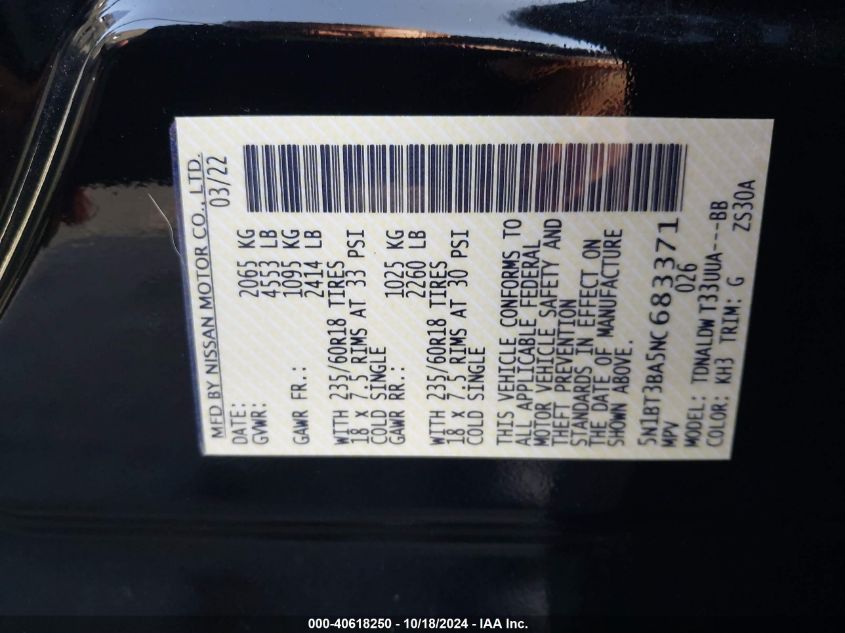 MFD BY NISSAN MOTOR CO., LTD.
DATE: 03/22
GVWR: 2065 KG
4553 LB
GAWR FR.: 1095 KG
2414 LB
WITH 235/60R18 TIRES
18 x 7.5 RIMS AT 33 PSI
COLD SINGLE
GAWR RR.: 1025 KG
2260 LB
WITH 235/60R18 TIRES
18 x 7.5 RIMS AT 30 PSI
COLD SINGLE
THIS VEHICLE CONFORMS TO
ALL APPLICABLE FEDERAL
MOTOR VEHICLE SAFETY AND
THEFT PREVENTION
STANDARDS IN EFFECT ON
THE DATE OF MANUFACTURE
SHOWN ABOVE.
5N1BT3BA5NC683371
MPV 026
MODEL: TDNALDW T33UUA---BB
COLOR: KH3 TRIM: G
ZS30A
000-40618250 - 10/18/2024 - IAA Inc.